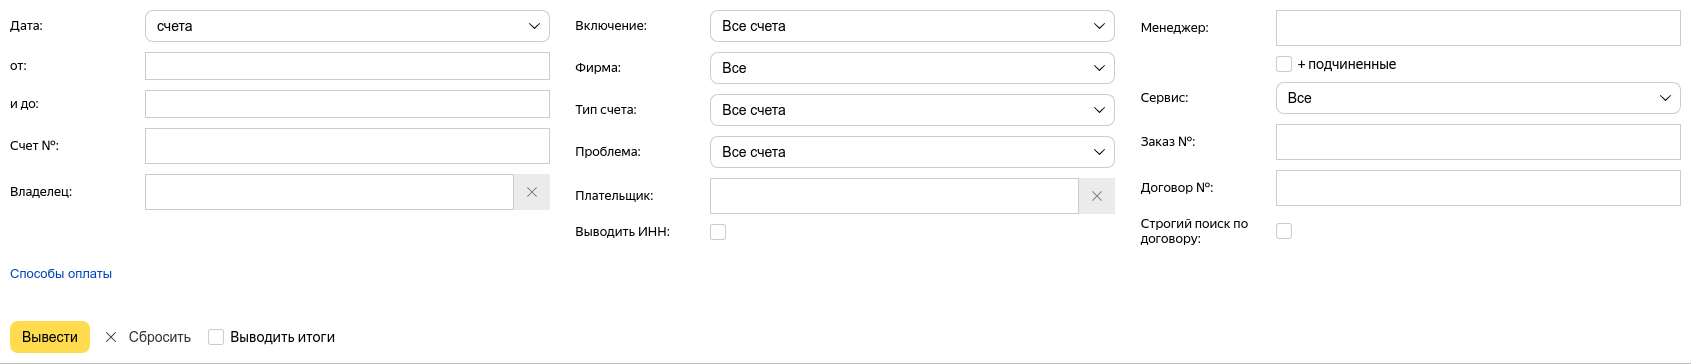 Дата:
счета
от:
и до:
Счет №:
Владелец:
Включение:
Все счета
Фирма:
Все
Тип счета:
Все счета
Проблема:
Все счета
Плательщик:
Выводить ИНН:
Менеджер:
+ подчиненные
Сервис:
Все
Заказ №:
Договор №:
Строгий поиск по
договору:
Способы оплаты
Вывести
Сбросить
Выводить итоги